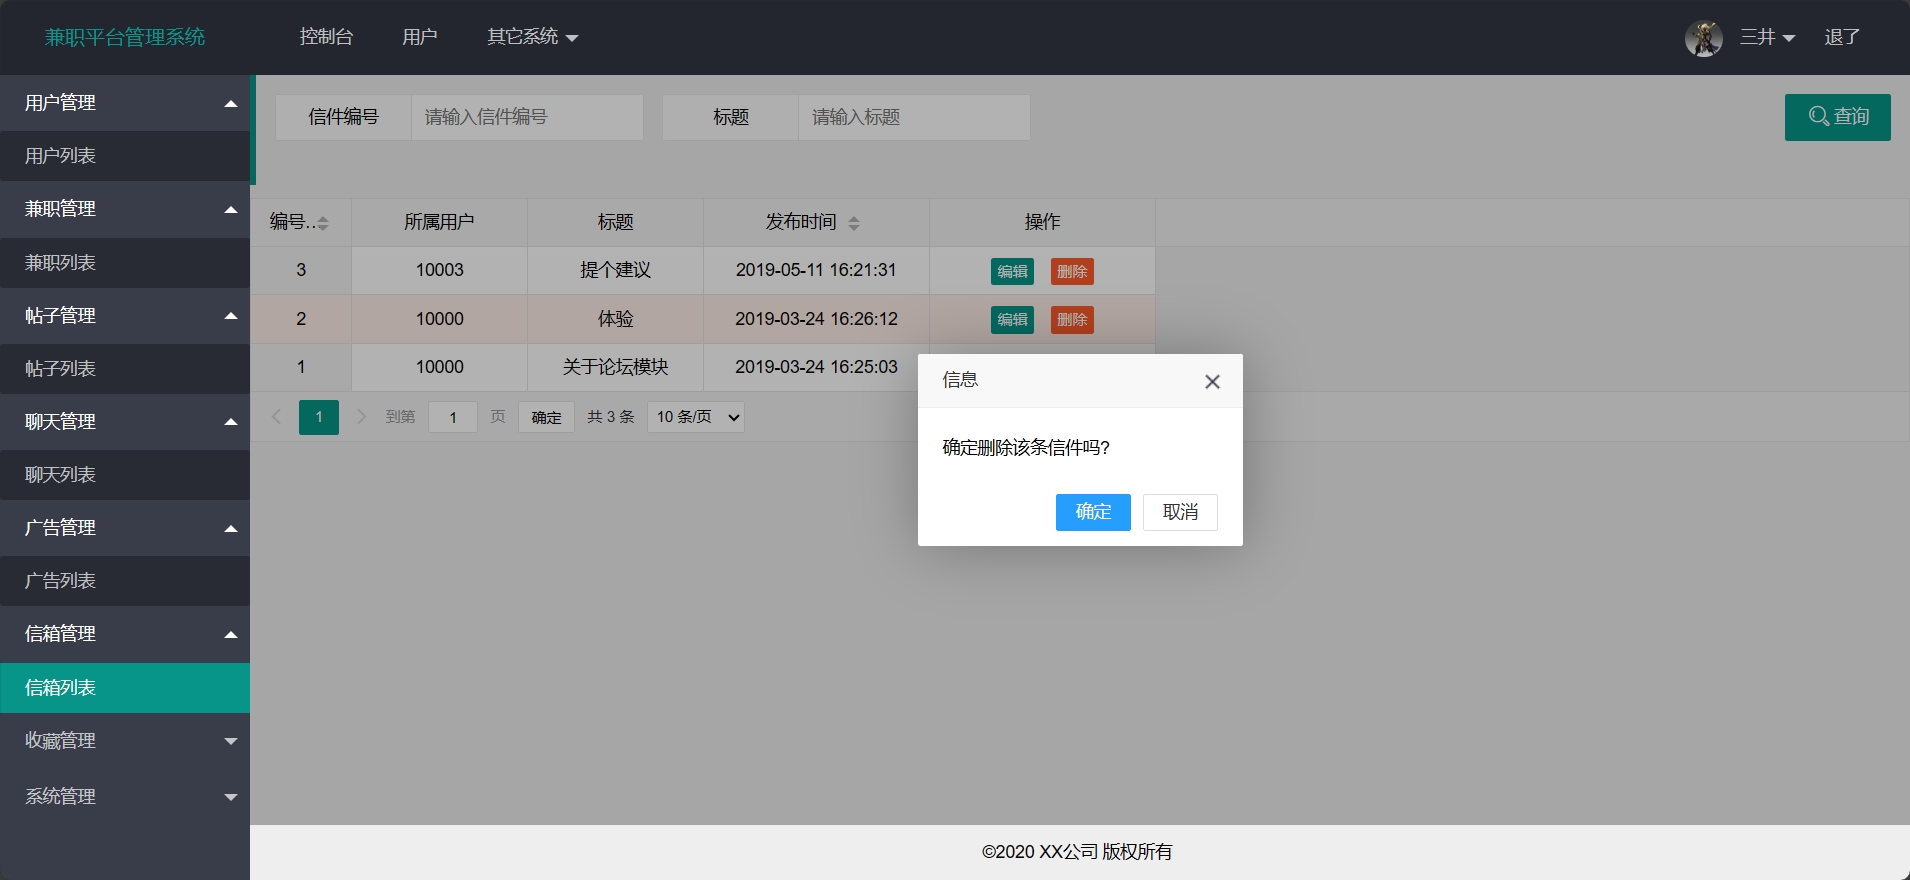 兼职平台管理系统 控制台 用户 其它系统 三井 退了
用户管理
用户列表
兼职管理
兼职列表
帖子管理
帖子列表
聊天管理
聊天列表
广告管理
广告列表
信箱管理
信箱列表
收藏管理
系统管理
信件编号 请输入信件编号 标题 请输入标题 查询
编号.. 所属用户 标题 发布时间 操作
3 10003 提个建议 2019-05-11 16:21:31 编辑 删除
2 10000 体验 2019-03-24 16:26:12 编辑 删除
1 10000 关于论坛模块 2019-03-24 16:25:03
1 到第 1 页 确定 共 3 条 10 条/页
信息
确定删除该条信件吗?
确定 取消
©2020 XX公司 版权所有